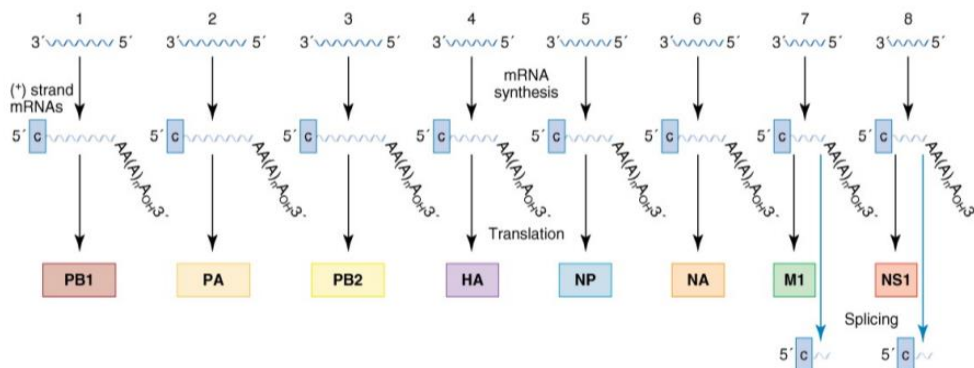 1 2 3 4 5 6 7 8
3´ 5´ 3´ 5´ 3´ 5´ 3´ 5´ 3´ 5´ 3´ 5´ 3´ 5´ 3´ 5´
(+) strand
mRNAs
mRNA
synthesis
5´ C AA(A)nAOH3´ 5´ C AA(A)nAOH3´ 5´ C AA(A)nAOH3´ 5´ C AA(A)nAOH3´ 5´ C AA(A)nAOH3´ 5´ C AA(A)nAOH3´ 5´ C AA(A)nAOH3´ 5´ C AA(A)nAOH3´
Translation
PB1 PA PB2 HA NP NA M1 NS1
Splicing
5´ C 5´ C